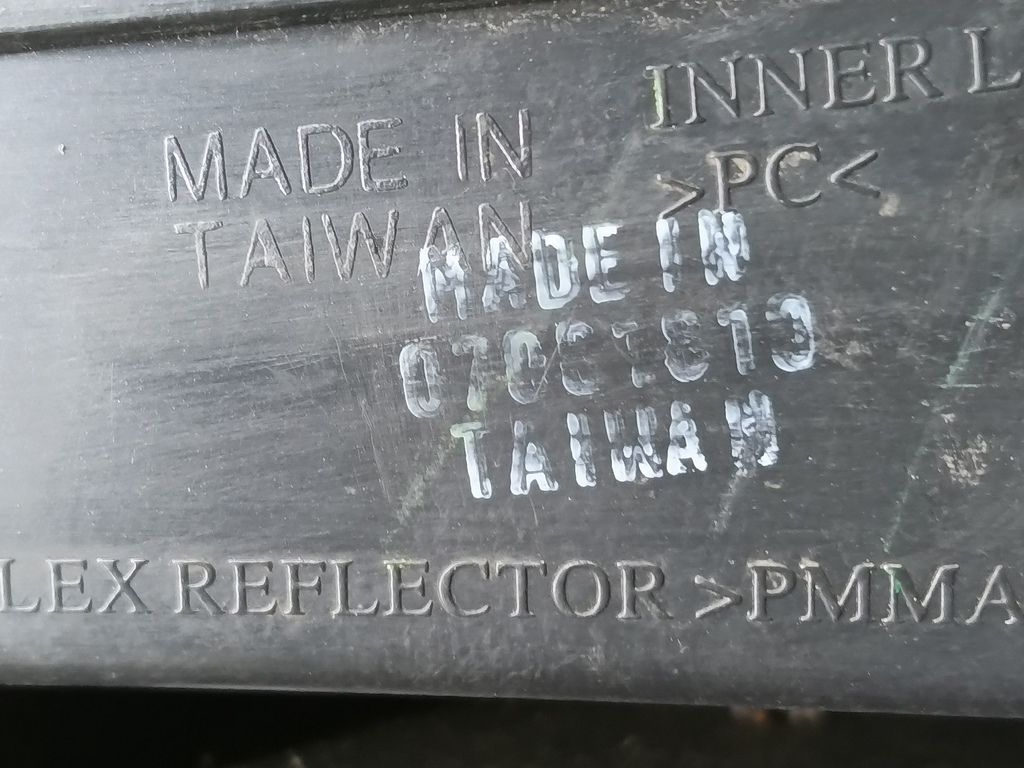 INNER L
MADE IN
TAIWAN
>PC<
MADE IN
TAIWAN
LEX REFLECTOR >PMMA